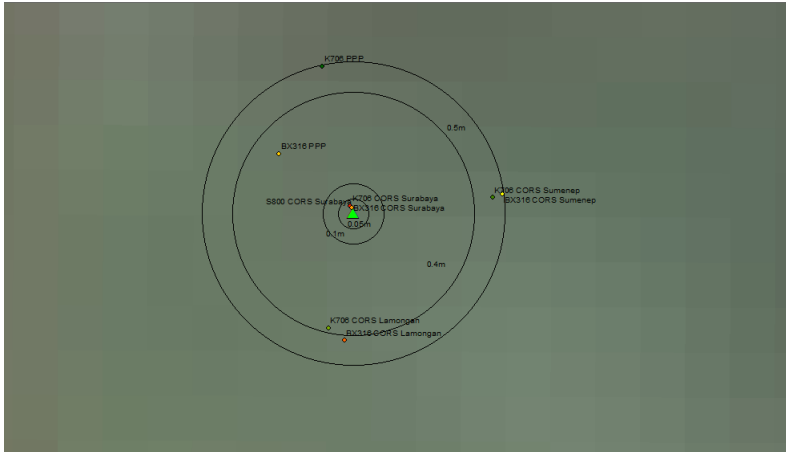 K706 PPP
0.5m
BX316 PPP
K706 CORS Sumenep
S800 CORS Surabaya
K706 CORS Surabaya
BX316 CORS Sumenep
BX316 CORS Surabaya
0.05m
0.1m
0.4m
K706 CORS Lamongan
BX316 CORS Lamongan